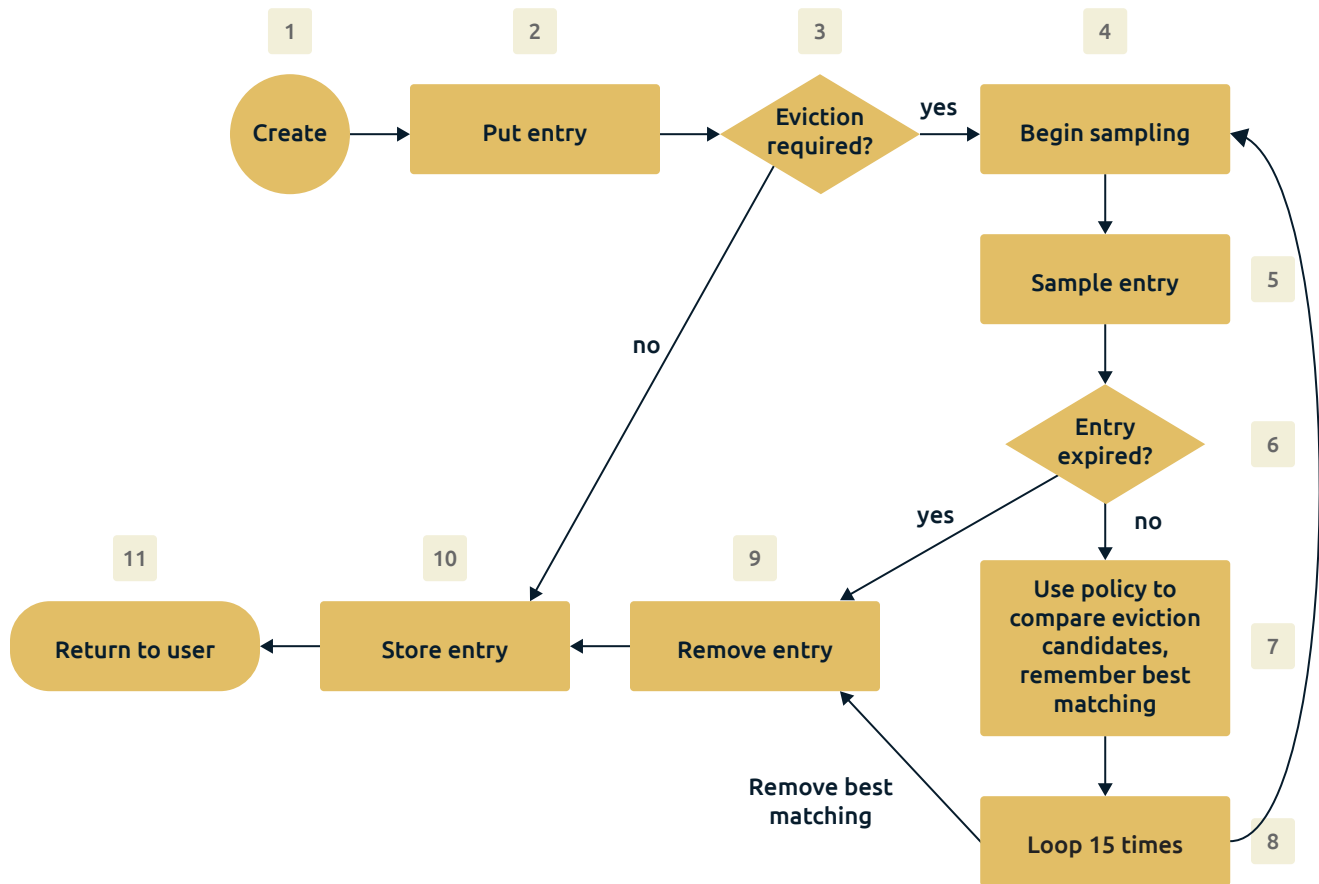 1
2
3
4
Create
Put entry
Eviction
required?
yes
Begin sampling
Sample entry
5
no
Entry
expired?
6
yes
no
11
10
9
Use policy to
compare eviction
candidates,
remember best
matching
7
Return to user
Store entry
Remove entry
Remove best
matching
Loop 15 times
8